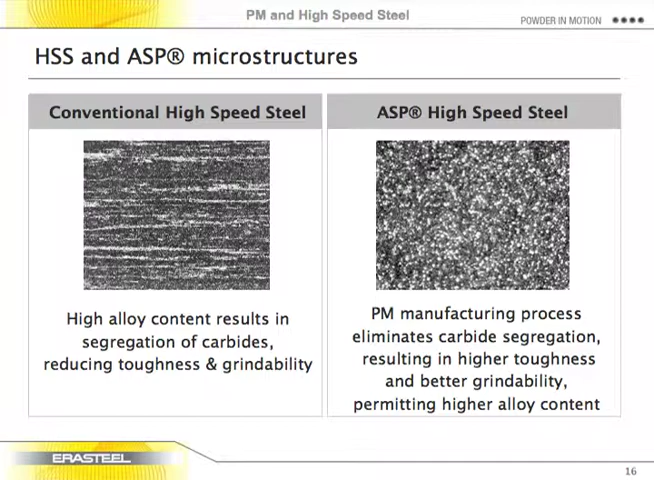 PM and High Speed Steel
POWDER IN MOTION
HSS and ASP® microstructures
Conventional High Speed Steel
High alloy content results in
segregation of carbides,
reducing toughness & grindability
ASP® High Speed Steel
PM manufacturing process
eliminates carbide segregation,
resulting in higher toughness
and better grindability,
permitting higher alloy content
ERASTEEL
16